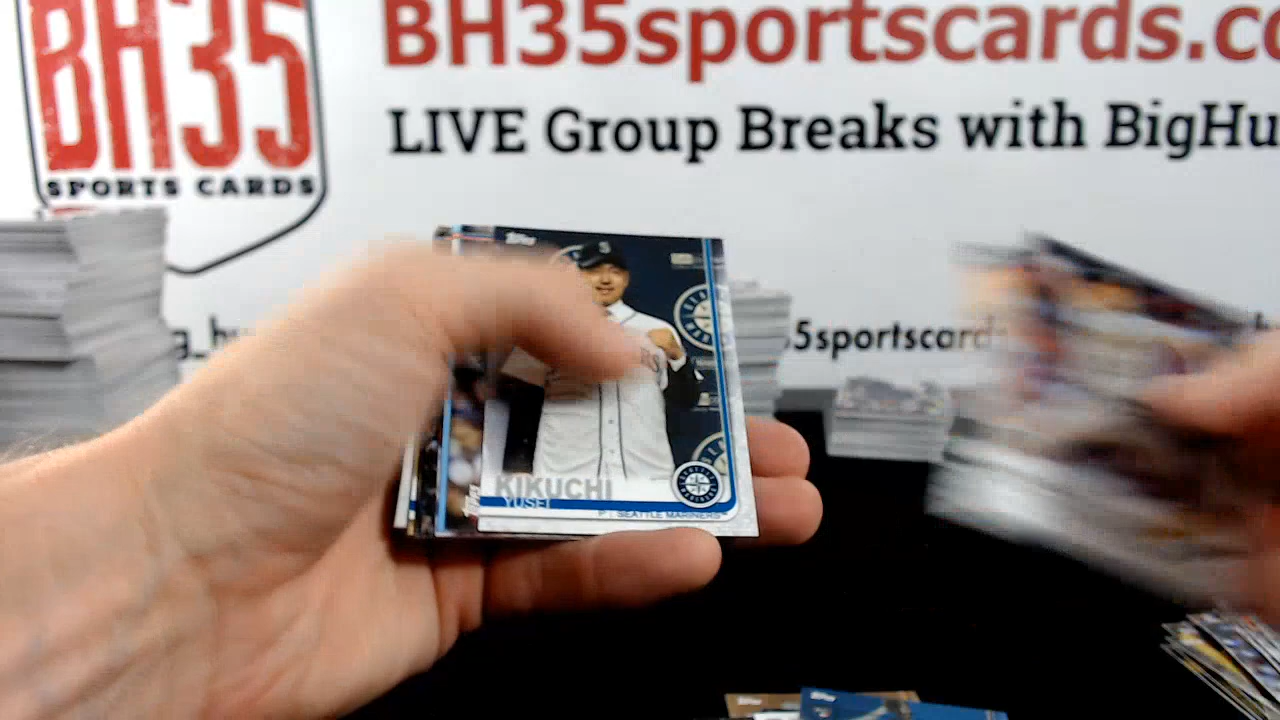 BH35
SPORTS CARDS
BH35sportscards.co
LIVE Group Breaks with BigHu
5sportscard
topps
KIKUCHI
YUSEI
P | SEATTLE MARINERS